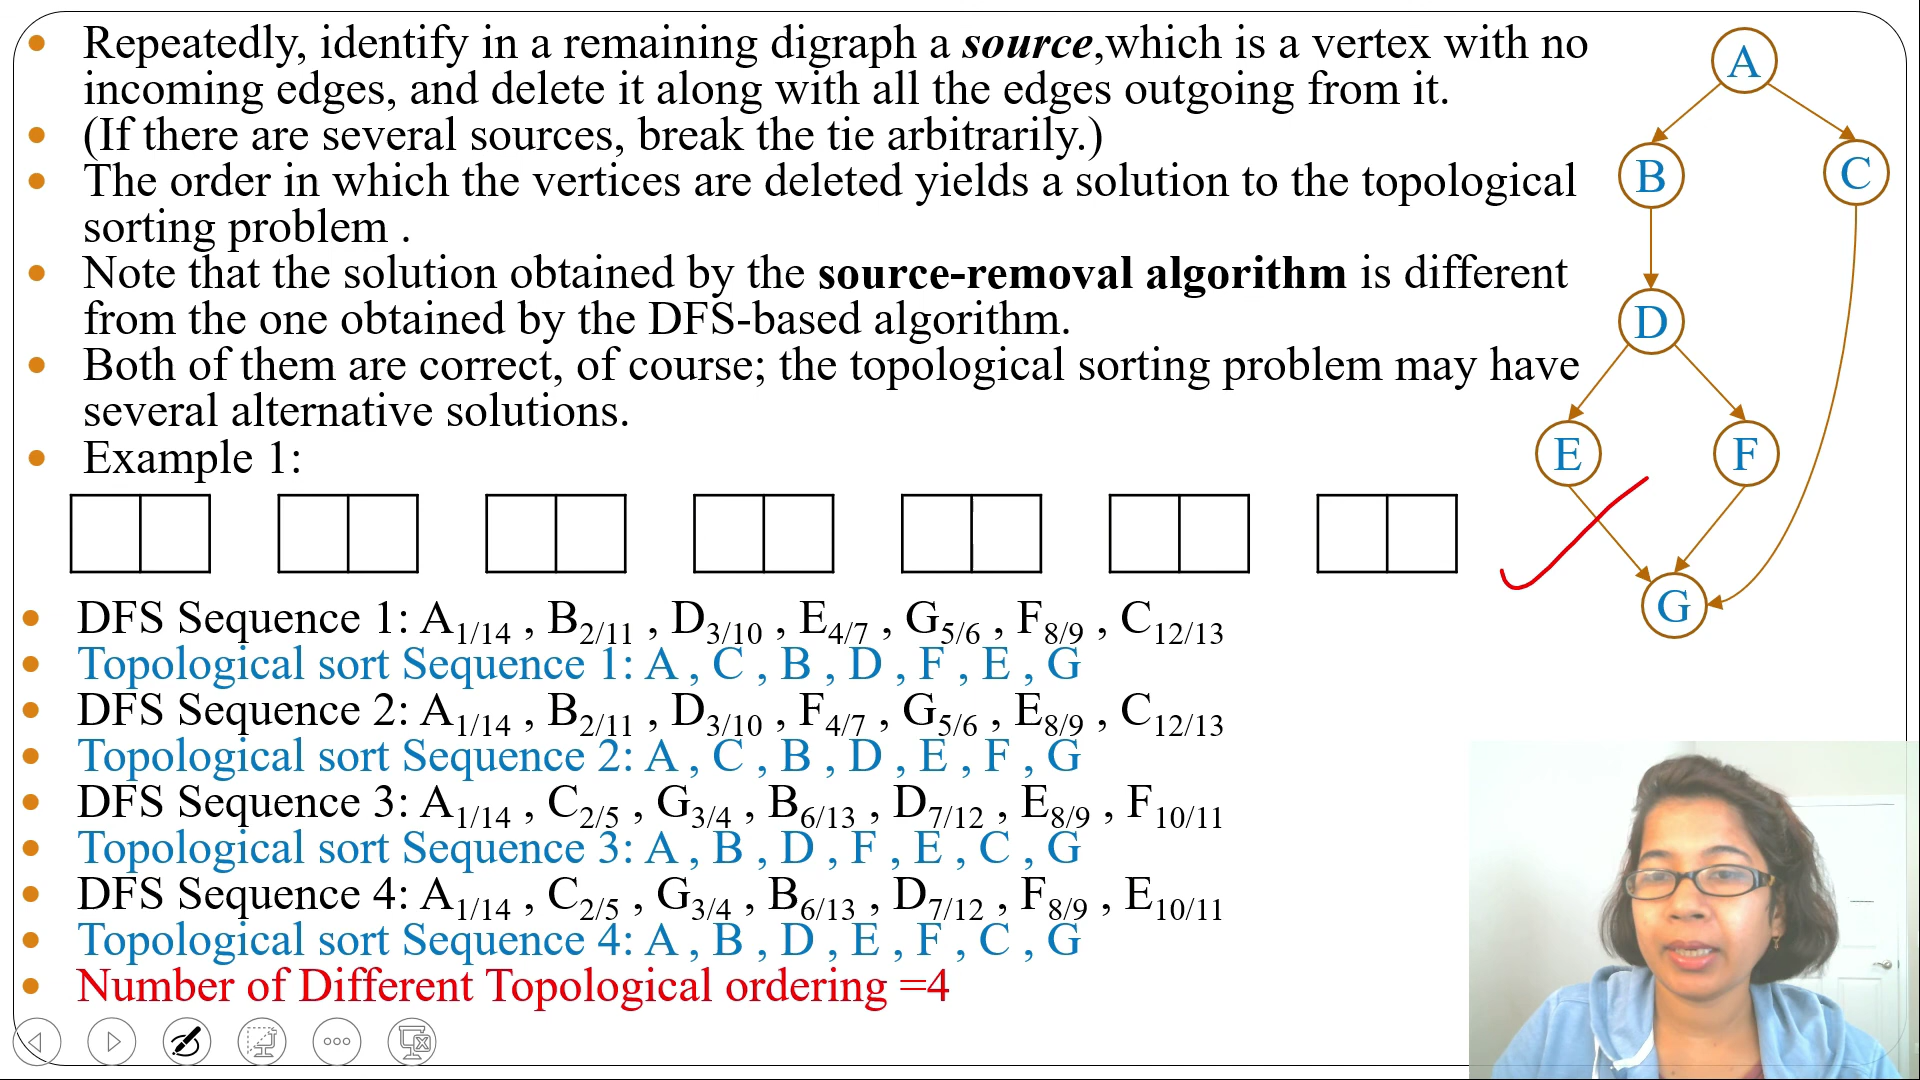 Repeatedly, identify in a remaining digraph a source,which is a vertex with no
incoming edges, and delete it along with all the edges outgoing from it.
(If there are several sources, break the tie arbitrarily.)
The order in which the vertices are deleted yields a solution to the topological
sorting problem .
Note that the solution obtained by the source-removal algorithm is different
from the one obtained by the DFS-based algorithm.
Both of them are correct, of course; the topological sorting problem may have
several alternative solutions.
Example 1:
DFS Sequence 1: A1/14 , B2/11 , D3/10 , E4/7 , G5/6 , F8/9 , C12/13
Topological sort Sequence 1: A , C , B , D , F , E , G
DFS Sequence 2: A1/14 , B2/11 , D3/10 , F4/7 , G5/6 , E8/9 , C12/13
Topological sort Sequence 2: A , C , B , D , E , F , G
DFS Sequence 3: A1/14 , C2/5 , G3/4 , B6/13 , D7/12 , E8/9 , F10/11
Topological sort Sequence 3: A , B , D , F , E , C , G
DFS Sequence 4: A1/14 , C2/5 , G3/4 , B6/13 , D7/12 , F8/9 , E10/11
Topological sort Sequence 4: A , B , D , E , F , C , G
Number of Different Topological ordering =4
A
B C
D
E F
G